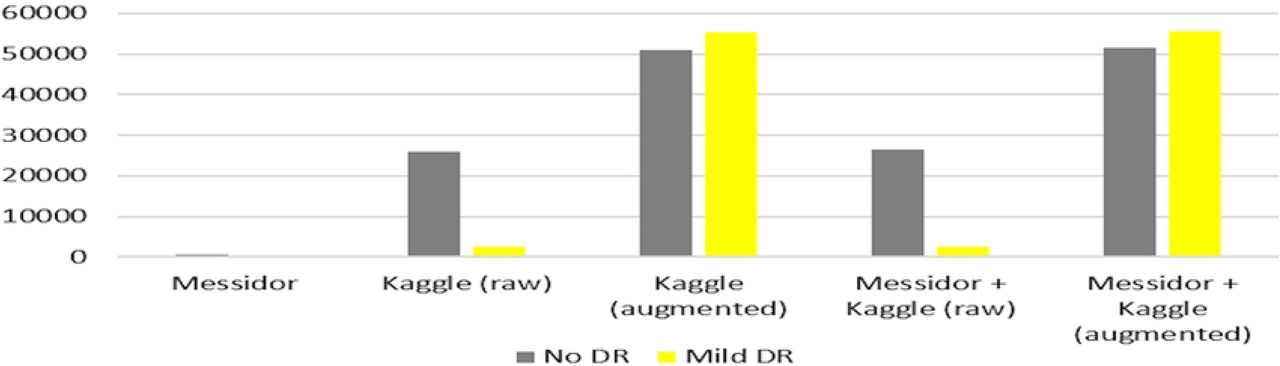 60000
50000
40000
30000
20000
10000
0
Messidor
Kaggle (raw)
Kaggle
(augmented)
Messidor +
Kaggle (raw)
Messidor +
Kaggle
(augmented)
No DR Mild DR